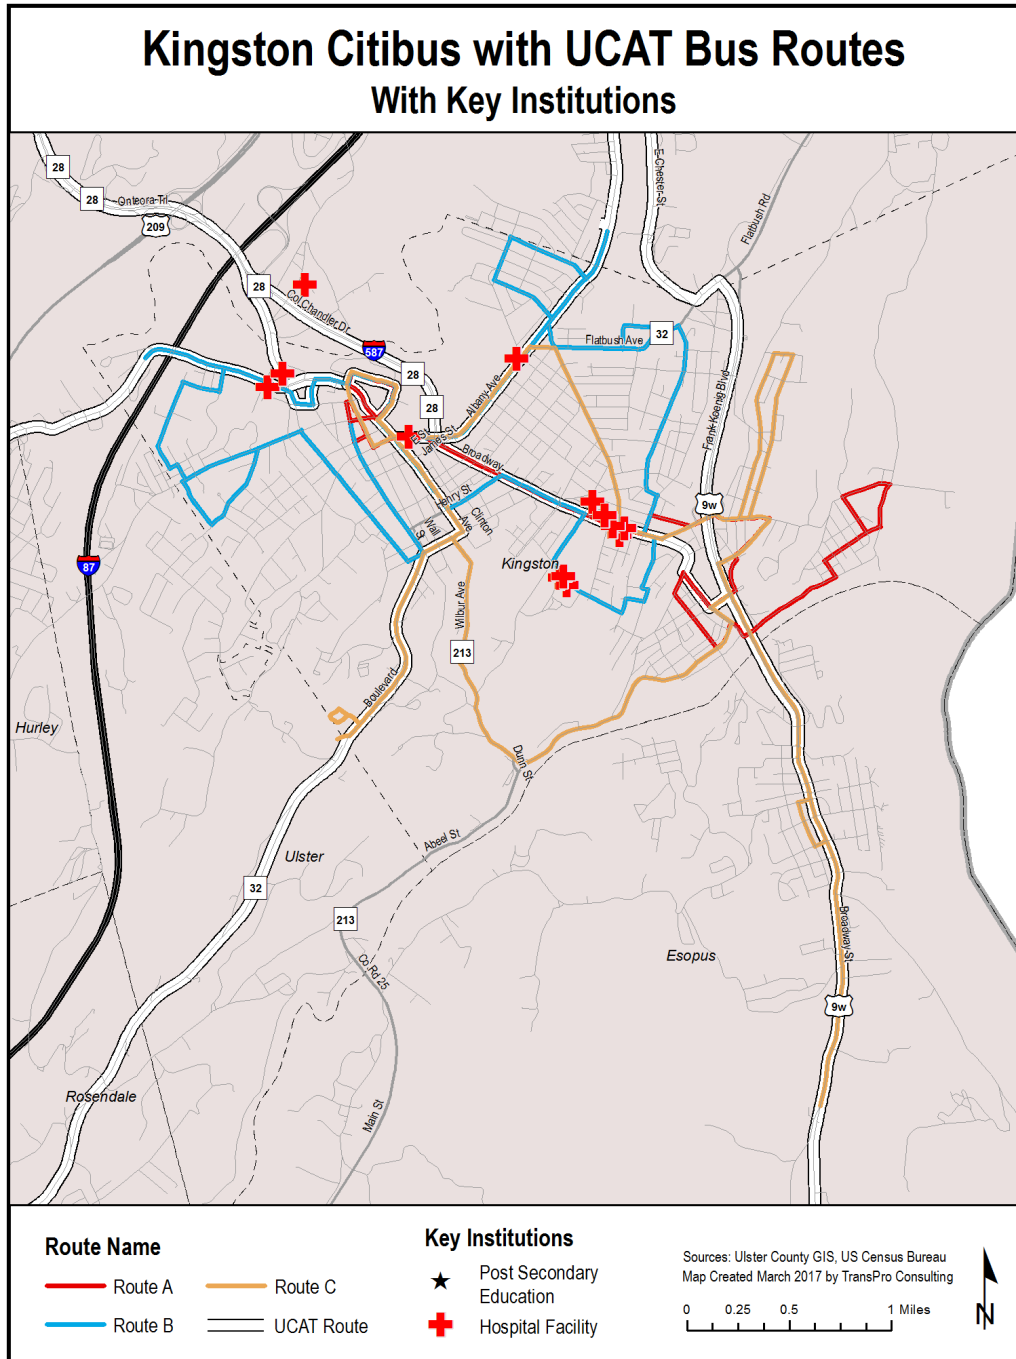 Kingston Citibus with UCAT Bus Routes
With Key Institutions
28
28
Onteora Trl
209
E Chester St
Flatbush Rd
28
Col Chandler Dr
587
28
28
Flatbush Ave
32
Albany Ave
Frank Koenig Blvd
E St
James St
Broadway
Henry St
Clinton
Ave
Wall
St
9w
87
Kingston
Wilbur Ave
213
Boulevard
Hurley
Dunn St
Abeel St
Ulster
32
213
Co Rd 25
Esopus
Broadway St
9w
Rosendale
Main St
Route Name
Route A
Route B
Route C
UCAT Route
Key Institutions
Post Secondary
Education
Hospital Facility
Sources: Ulster County GIS, US Census Bureau
Map Created March 2017 by TransPro Consulting
0 0.25 0.5 1 Miles
N